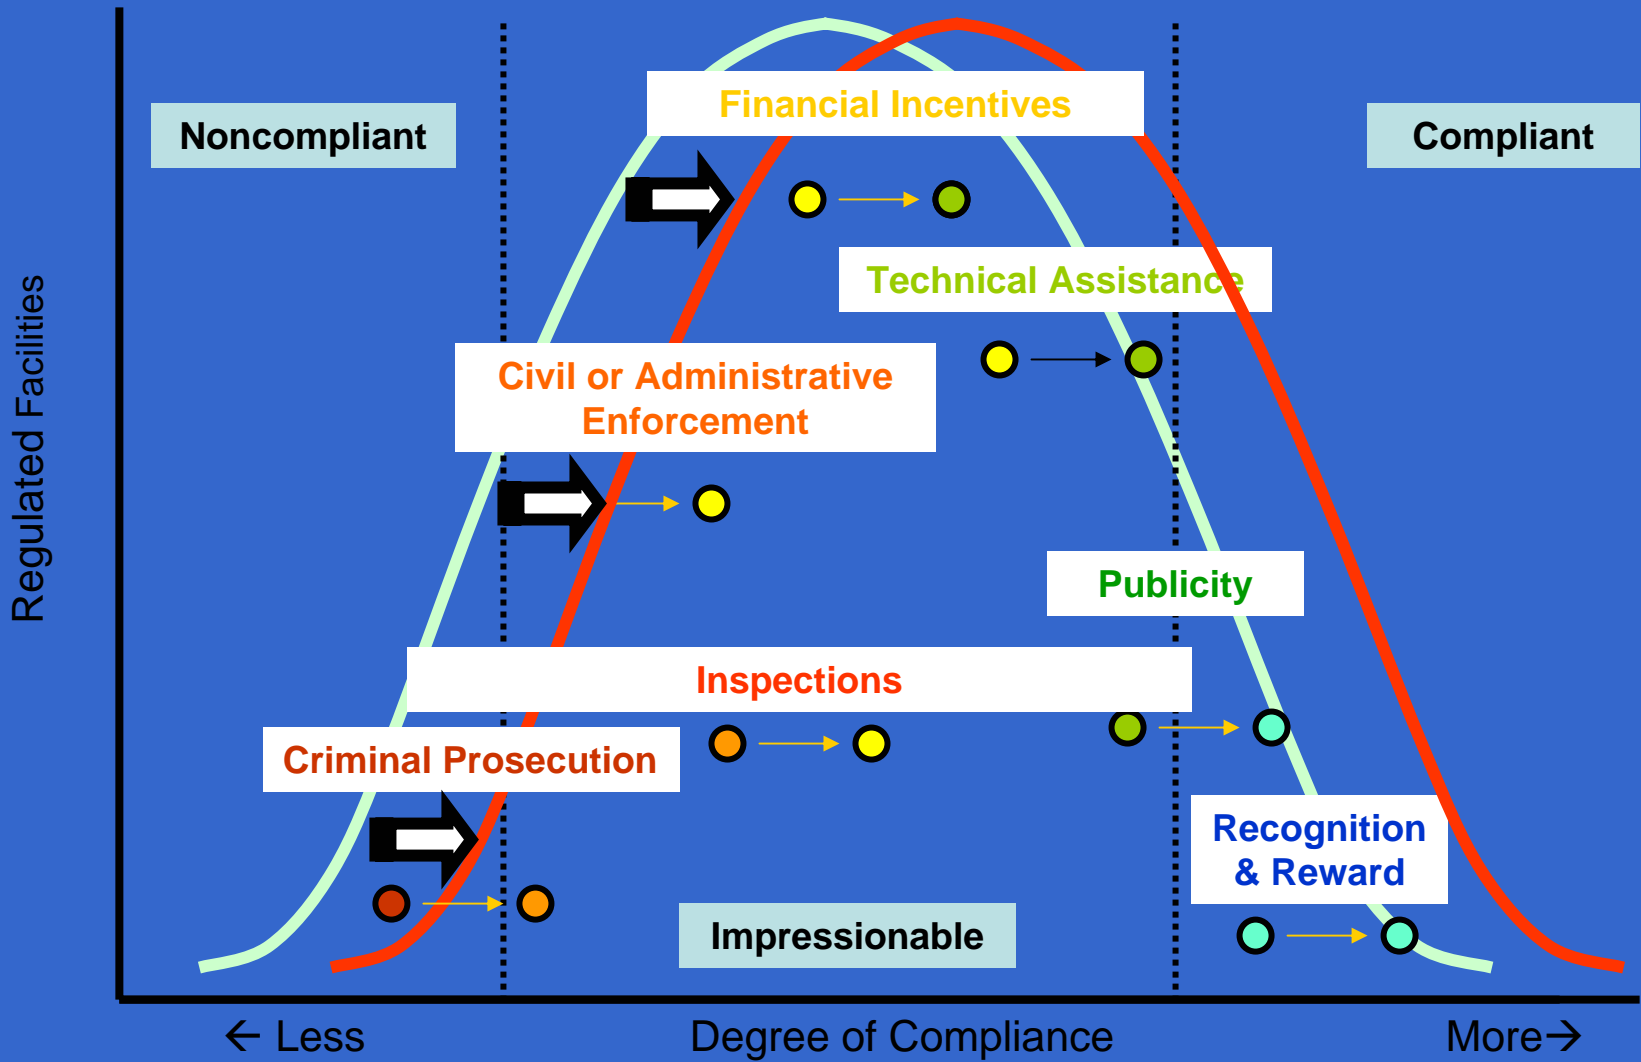 Financial Incentives
Noncompliant
Compliant
Technical Assistance
Civil or Administrative
Enforcement
Regulated Facilities
Publicity
Inspections
Criminal Prosecution
Recognition
& Reward
Impressionable
← Less
Degree of Compliance
More→